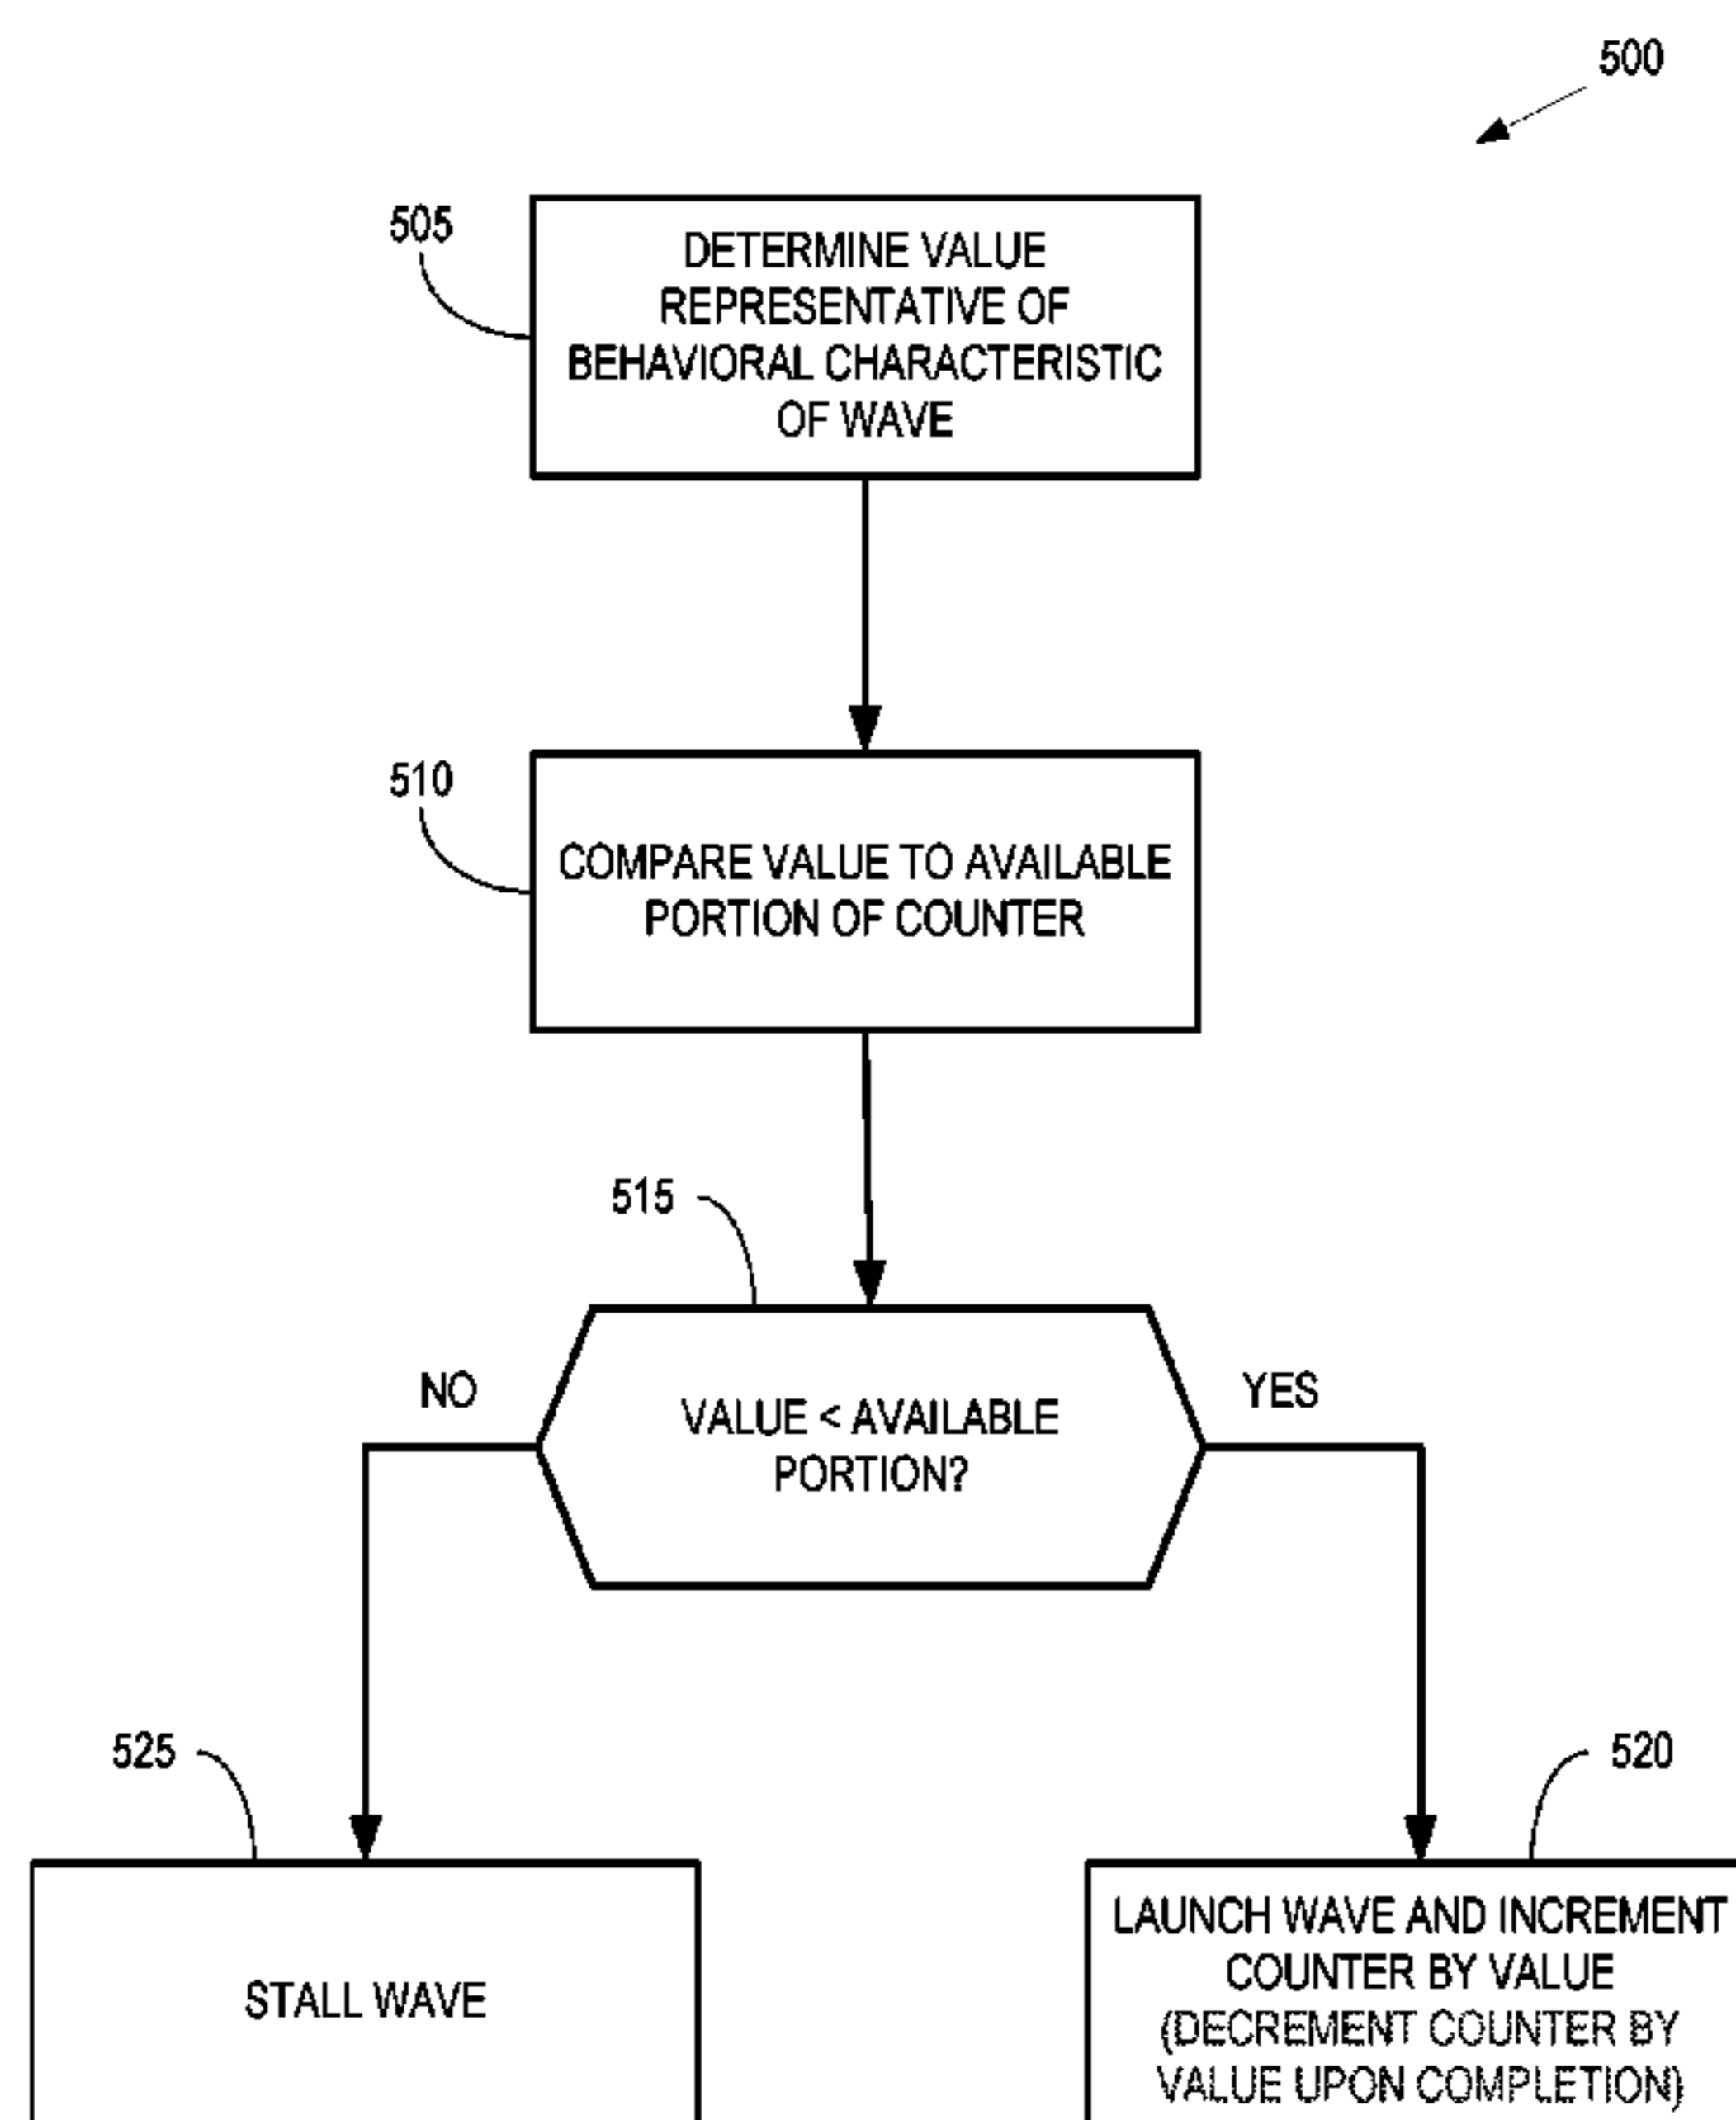 500
505
DETERMINE VALUE
REPRESENTATIVE OF
BEHAVIORAL CHARACTERISTIC
OF WAVE
510
COMPARE VALUE TO AVAILABLE
PORTION OF COUNTER
515
NO
VALUE < AVAILABLE
PORTION?
YES
525
520
STALL WAVE
LAUNCH WAVE AND INCREMENT
COUNTER BY VALUE
(DECREMENT COUNTER BY
VALUE UPON COMPLETION)